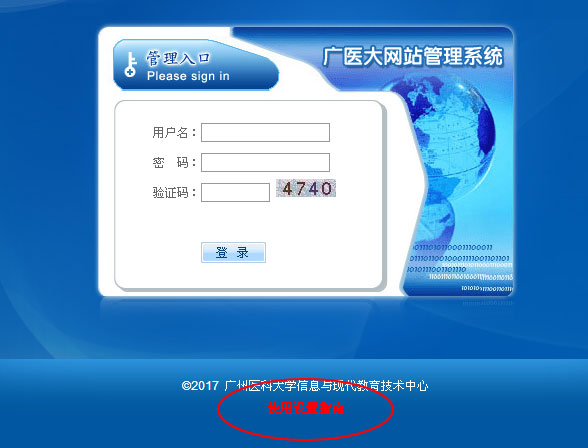 管理入口
Please sign in
广医大网站管理系统
用户名：
密 码：
验证码：
4740
登 录
©2017 广州医科大学信息与现代教育技术中心
使用设置指南